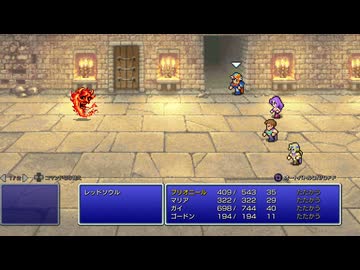 レッドソウル
フリオニール 409/ 543 35 たたかう
マリア 322/ 322 29 たたかう
ガイ 698/ 744 40 たたかう
ゴードン 194/ 194 11 たたかう